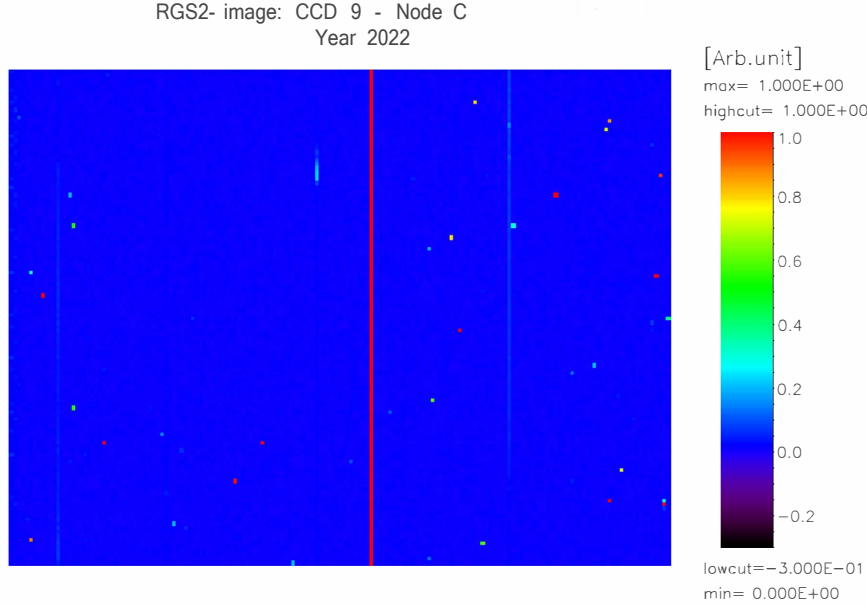 RGS2- image: CCD 9 - Node C
Year 2022
[Arb.unit]
max= 1.000E+00
highcut= 1.000E+00
1.0
0.8
0.6
0.4
0.2
0.0
−0.2
lowcut=−3.000E−01
min= 0.000E+00